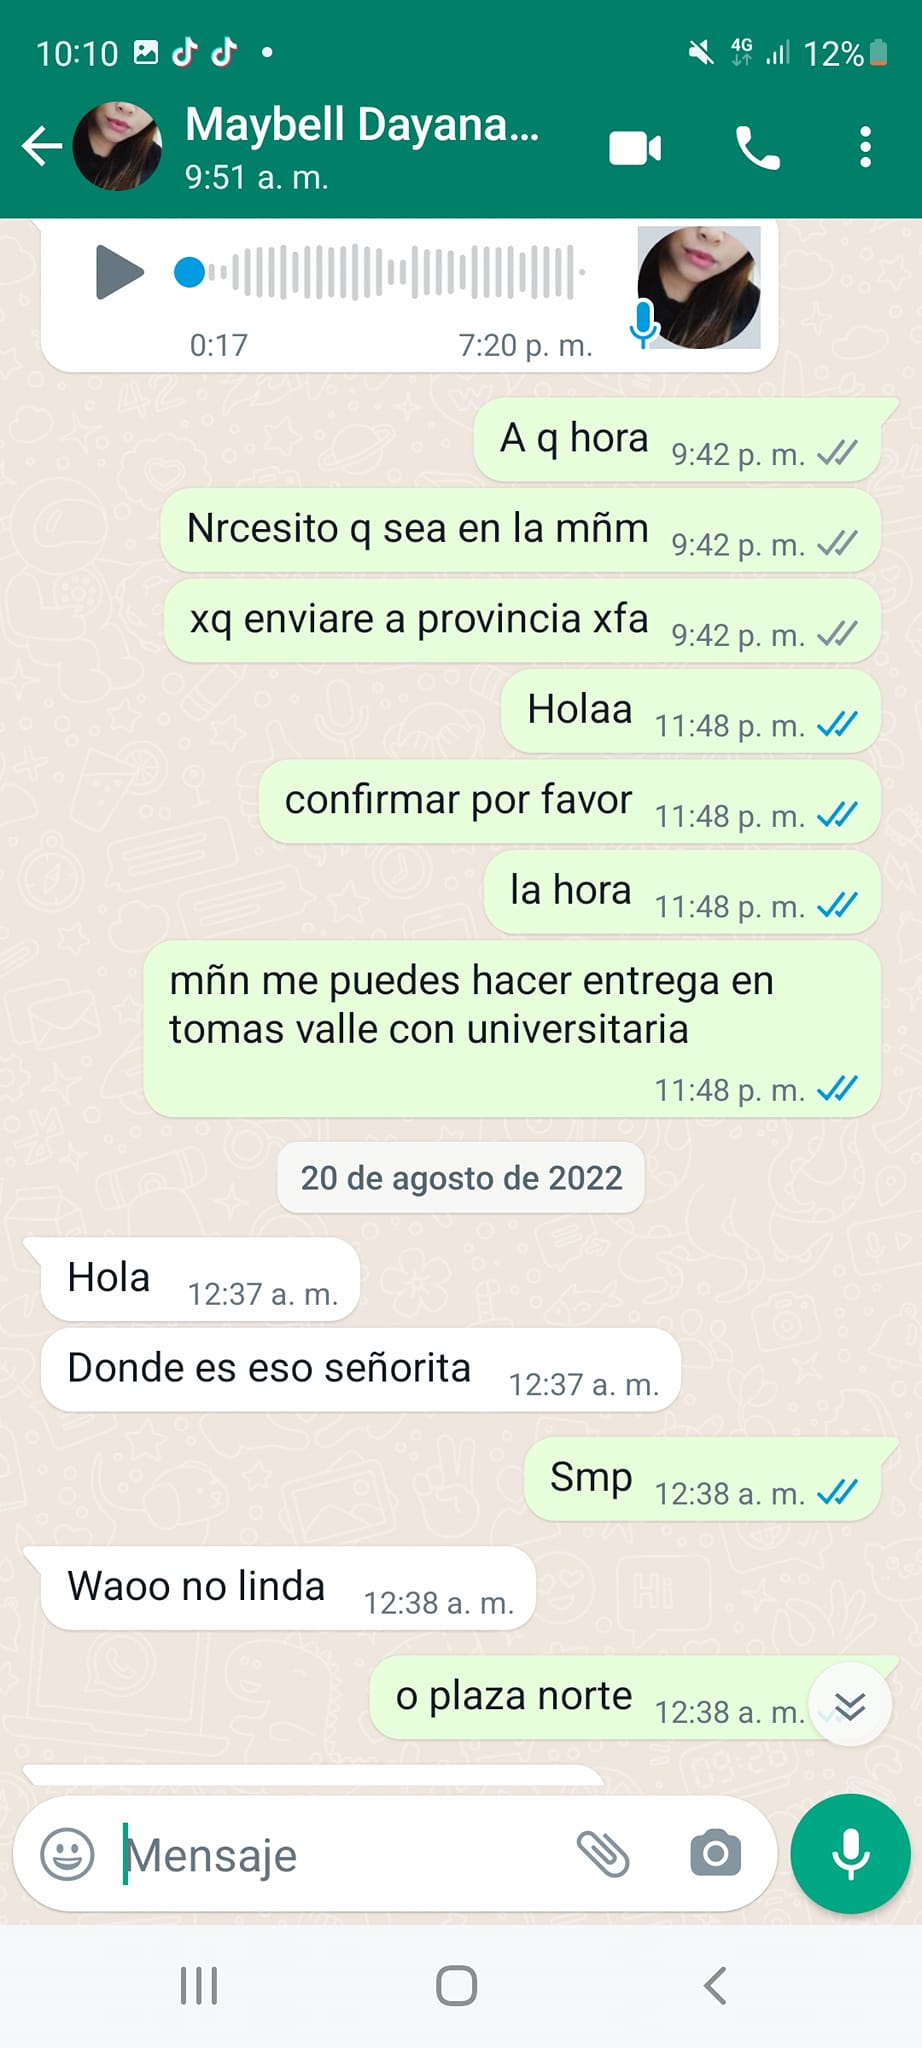 10:10
4G
12%
Maybell Dayana...
9:51 a. m.
0:17
7:20 p. m.
A q hora
9:42 p. m.
Nrcesito q sea en la mñm
9:42 p. m.
xq enviare a provincia xfa
9:42 p. m.
Holaa
11:48 p. m.
confirmar por favor
11:48 p. m.
la hora
11:48 p. m.
mñn me puedes hacer entrega en
tomas valle con universitaria
11:48 p. m.
20 de agosto de 2022
Hola
12:37 a. m.
Donde es eso señorita
12:37 a. m.
Smp
12:38 a. m.
Waoo no linda
12:38 a. m.
o plaza norte
12:38 a. m.
Mensaje